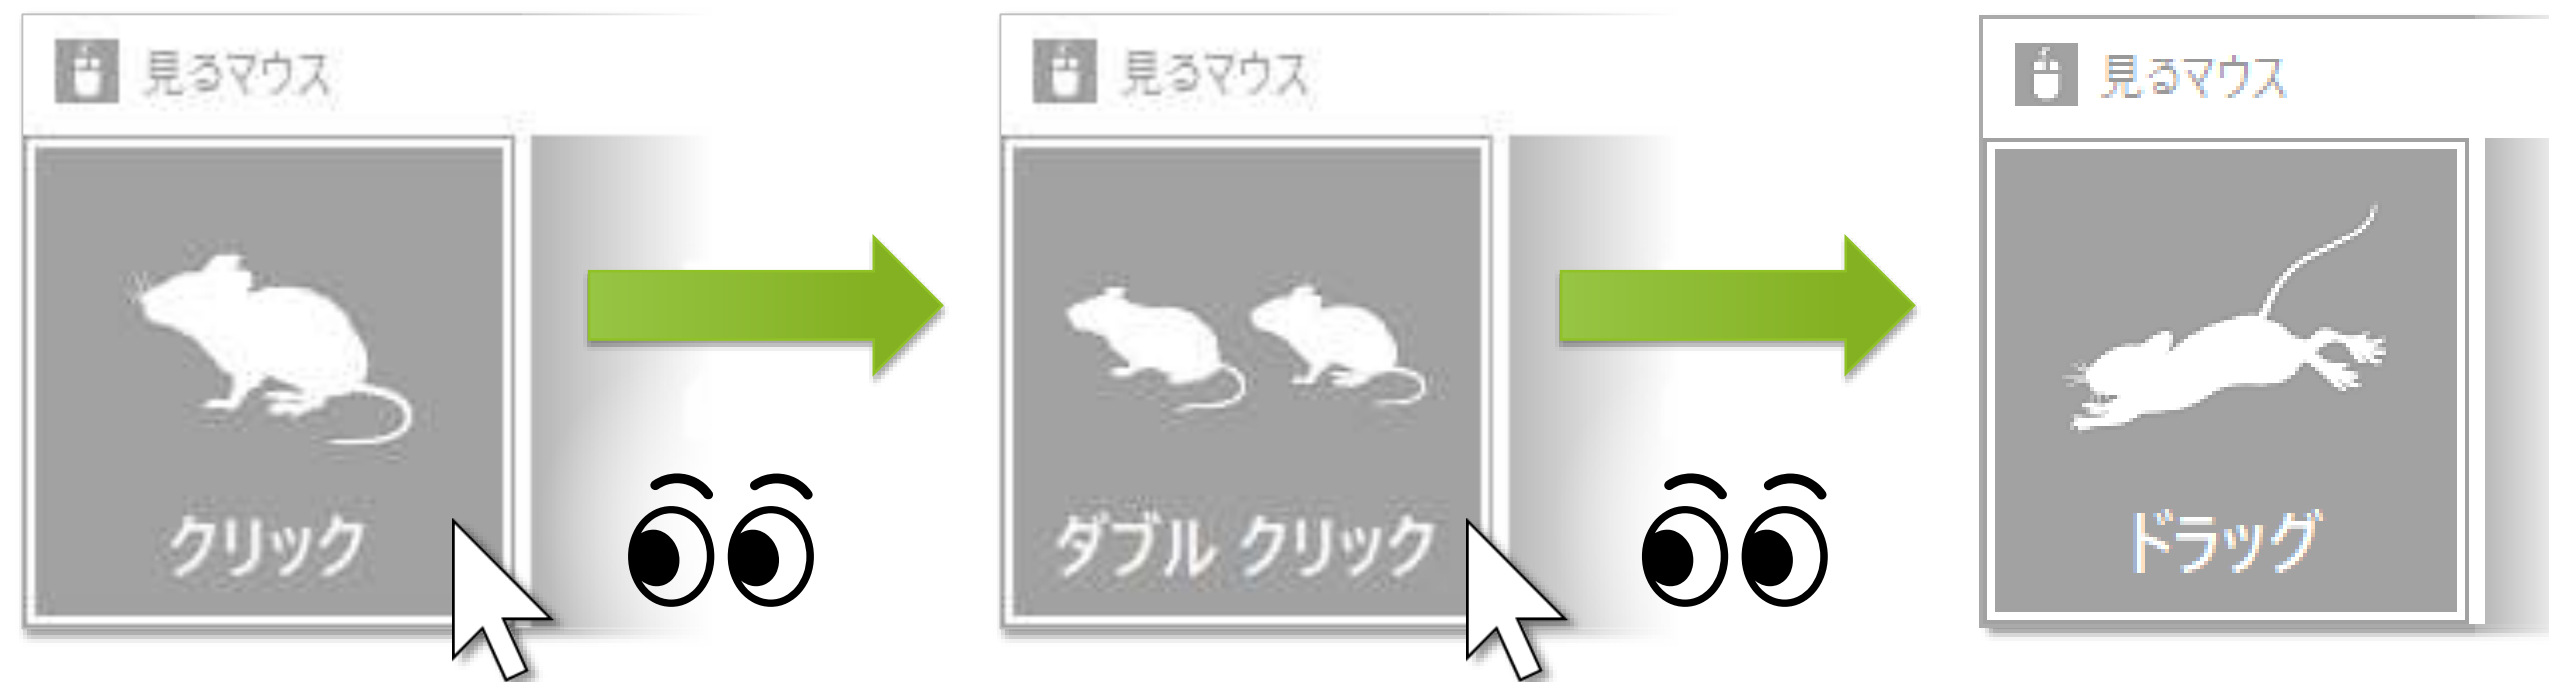 見るマウス
クリック
見るマウス
ダブル クリック
見るマウス
ドラッグ